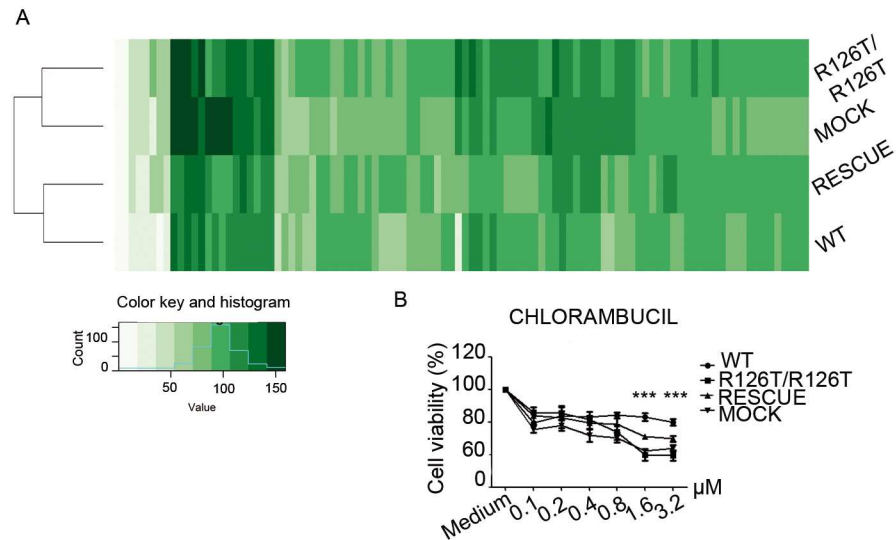 A
R126T/
R126T
MOCK
RESCUE
WT
Color key and histogram
Count
100
0
50
100
150
Value
B
CHLORAMBUCIL
Cell viability (%)
120
100
80
60
0
*** ***
WT
R126T/R126T
RESCUE
MOCK
Medium
0.1
0.2
0.4
0.8
1.6
3.2
µM